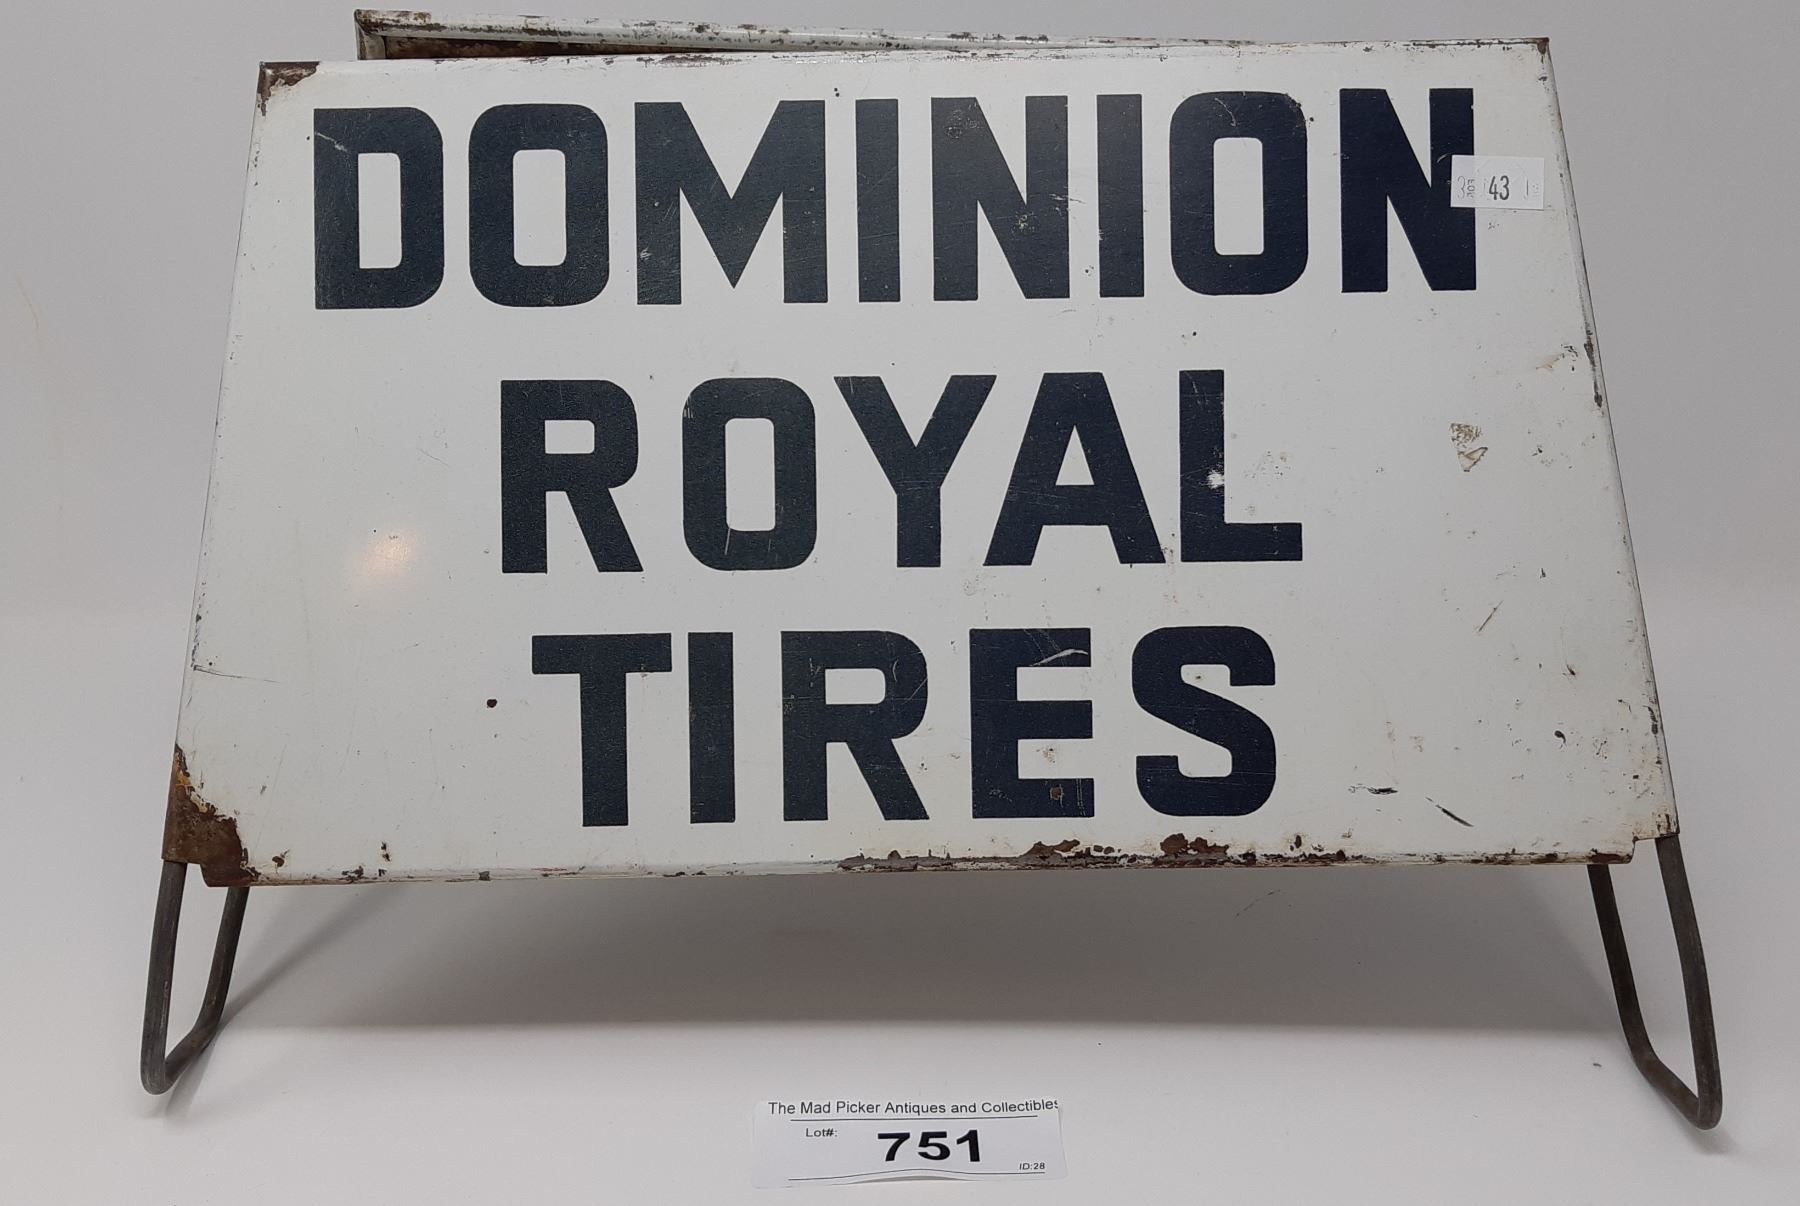 DOMINION
43
ROYAL
TIRES
The Mad Picker Antiques and Collectibles
Lot#: 751
ID:28